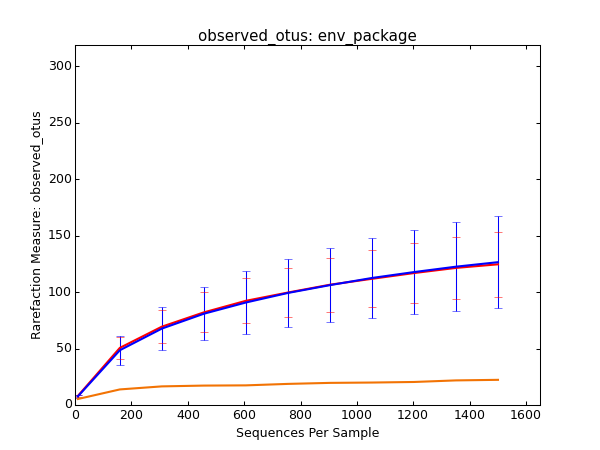 observed_otus: env_package
Rarefaction Measure: observed_otus
300
250
200
150
100
50
0
0 200 400 600 800 1000 1200 1400 1600
Sequences Per Sample